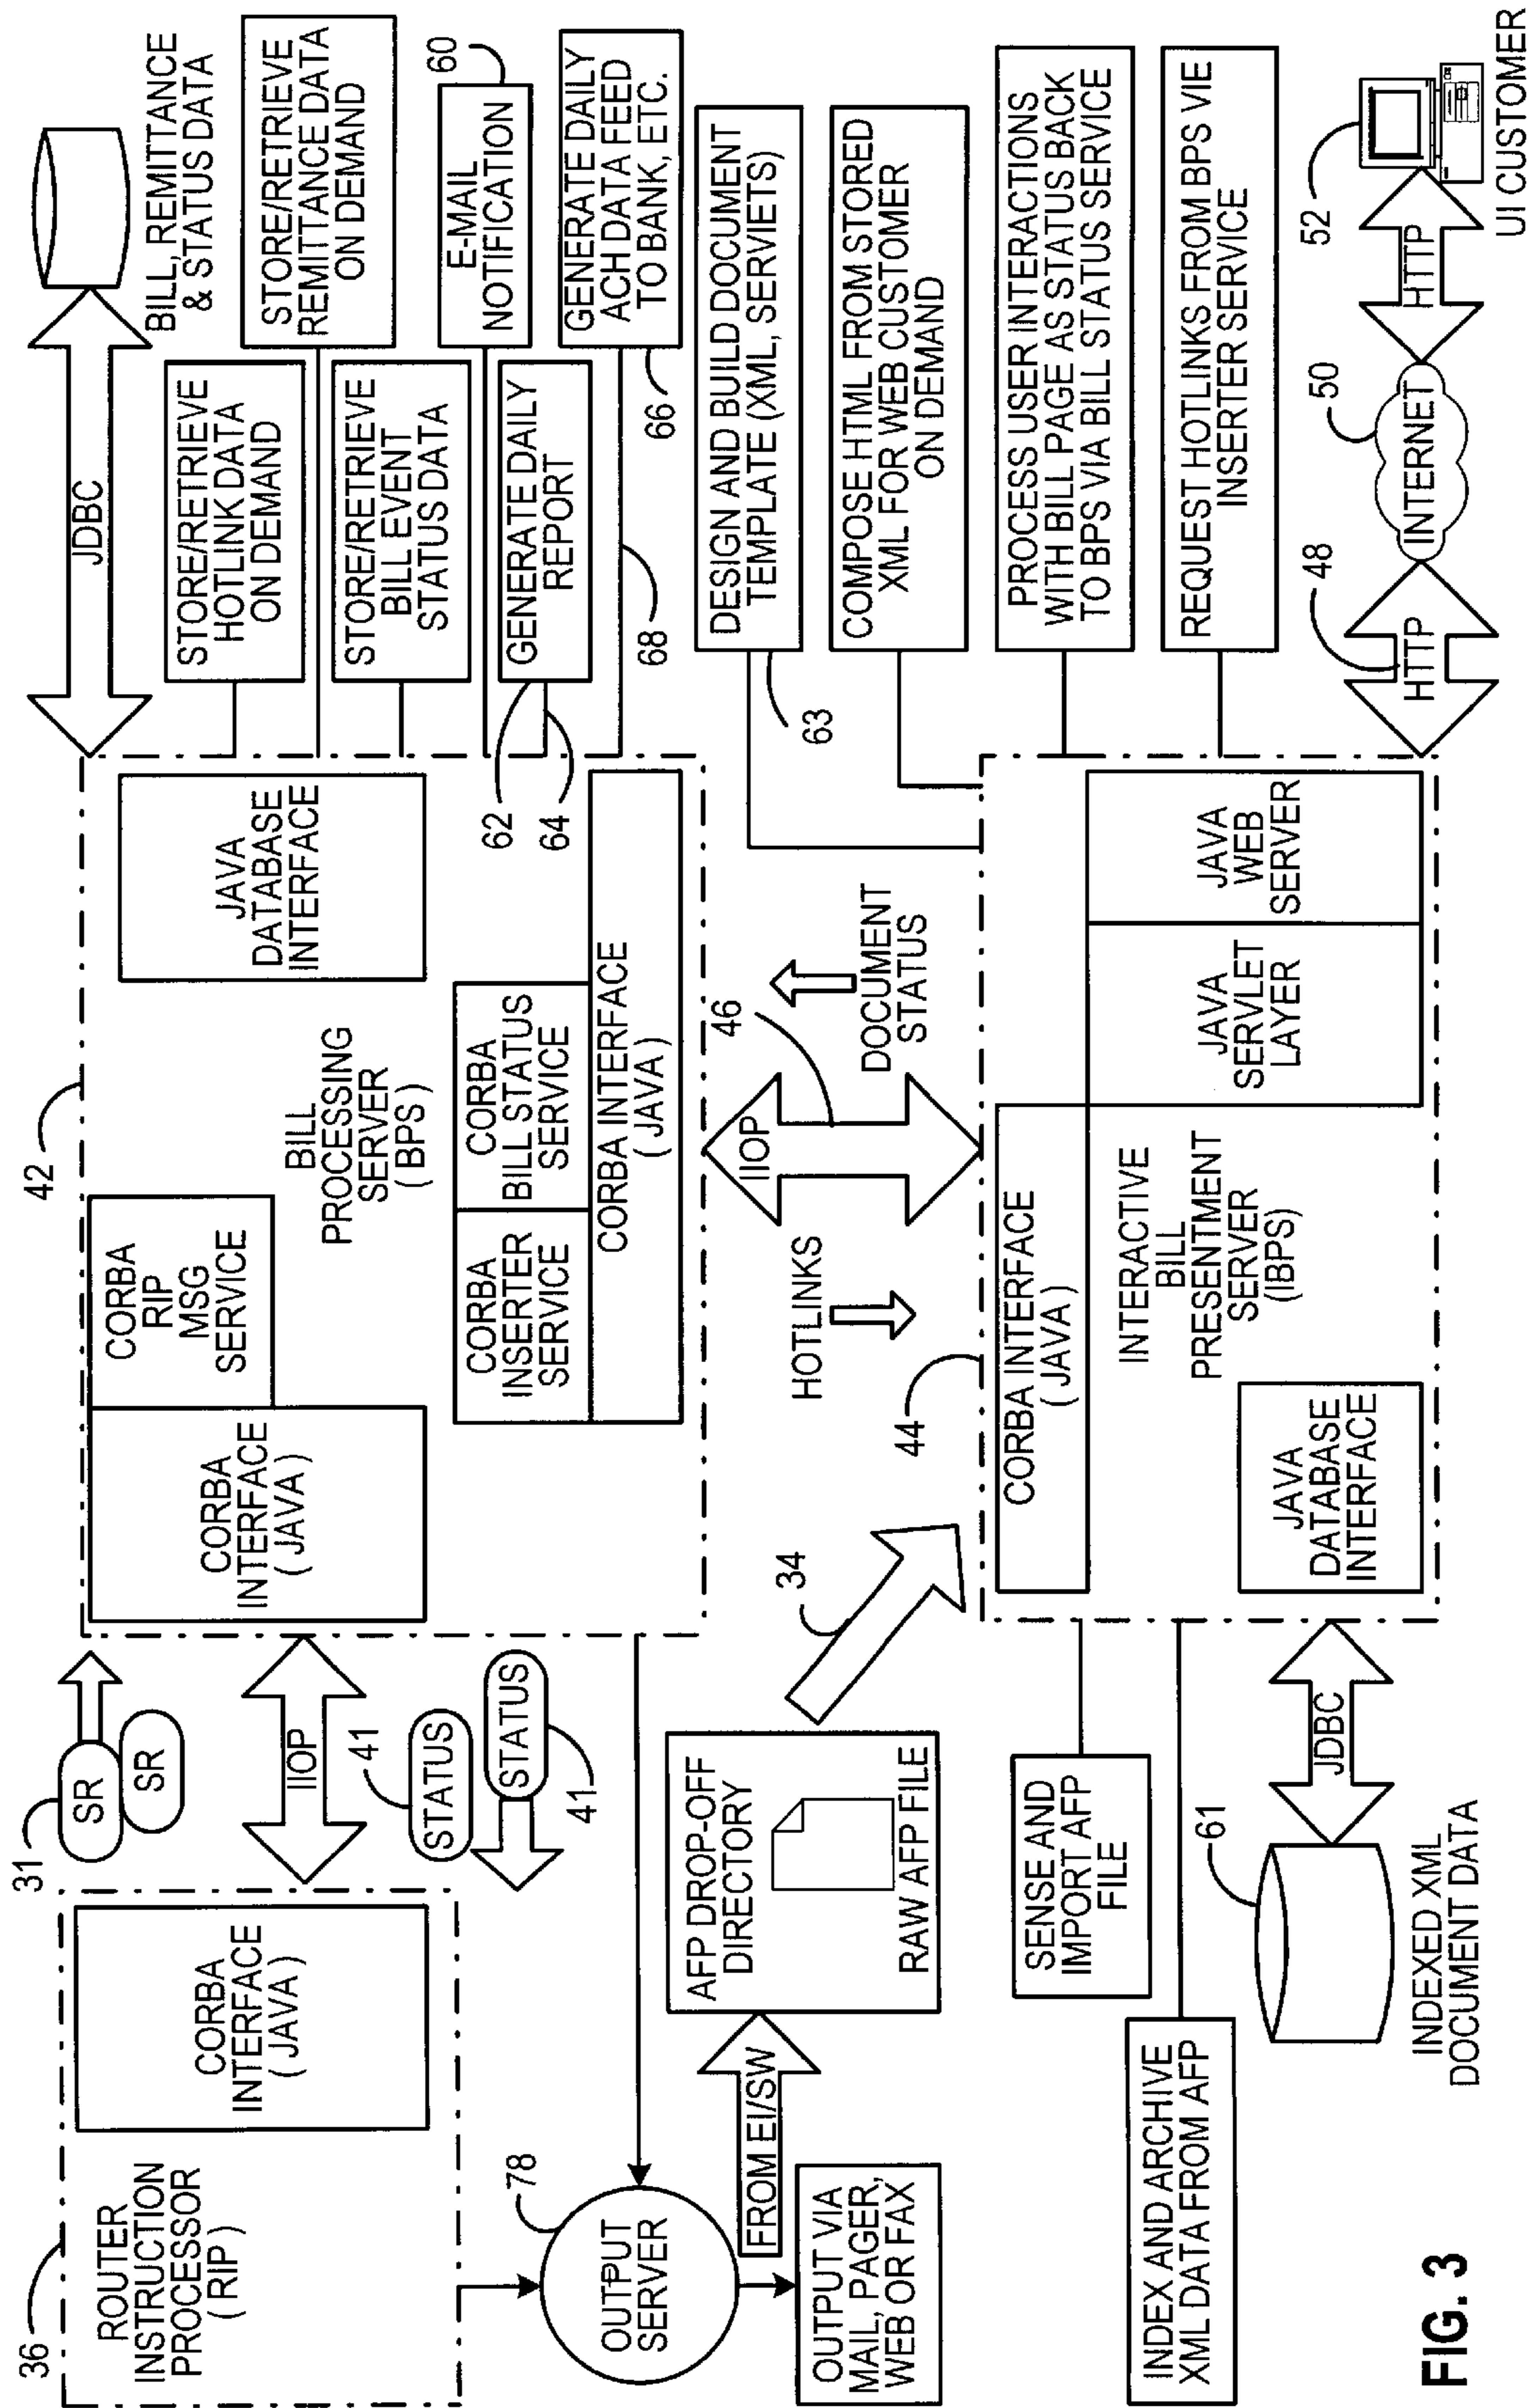 36
ROUTER
INSTRUCTION
PROCESSOR
( RIP )
CORBA
INTERFACE
( JAVA )
31
SR
SR
IIOP
41
STATUS
STATUS
41
42
CORBA
INTERFACE
( JAVA )
CORBA
RIP
MSG
SERVICE
BILL
PROCESSING
SERVER
( BPS )
JAVA
DATABASE
INTERFACE
CORBA
INSERTER
SERVICE
CORBA
BILL STATUS
SERVICE
CORBA INTERFACE
( JAVA )
JDBC
BILL, REMITTANCE
& STATUS DATA
STORE/RETRIEVE
HOTLINK DATA
ON DEMAND
STORE/RETRIEVE
REMITTANCE DATA
ON DEMAND
STORE/RETRIEVE
BILL EVENT
STATUS DATA
E-MAIL
NOTIFICATION
60
GENERATE DAILY
REPORT
62
64
GENERATE DAILY
ACH DATA FEED
TO BANK, ETC.
66
68
78
OUTPUT
SERVER
OUTPUT VIA
MAIL, PAGER,
WEB OR FAX
FROM EI/SW
AFP DROP-OFF
DIRECTORY
RAW AFP FILE
34
HOTLINKS
IIOP
46
DOCUMENT
STATUS
63
DESIGN AND BUILD DOCUMENT
TEMPLATE (XML, SERVIETS)
COMPOSE HTML FROM STORED
XML FOR WEB CUSTOMER
ON DEMAND
PROCESS USER INTERACTIONS
WITH BILL PAGE AS STATUS BACK
TO BPS VIA BILL STATUS SERVICE
REQUEST HOTLINKS FROM BPS VIE
INSERTER SERVICE
44
CORBA INTERFACE
( JAVA )
INTERACTIVE
BILL
PRESENTMENT
SERVER
(IBPS)
JAVA
DATABASE
INTERFACE
JAVA
SERVLET
LAYER
JAVA
WEB
SERVER
SENSE AND
IMPORT AFP
FILE
INDEX AND ARCHIVE
XML DATA FROM AFP
61
JDBC
INDEXED XML
DOCUMENT DATA
48
HTTP
50
INTERNET
HTTP
52
UI CUSTOMER
FIG. 3